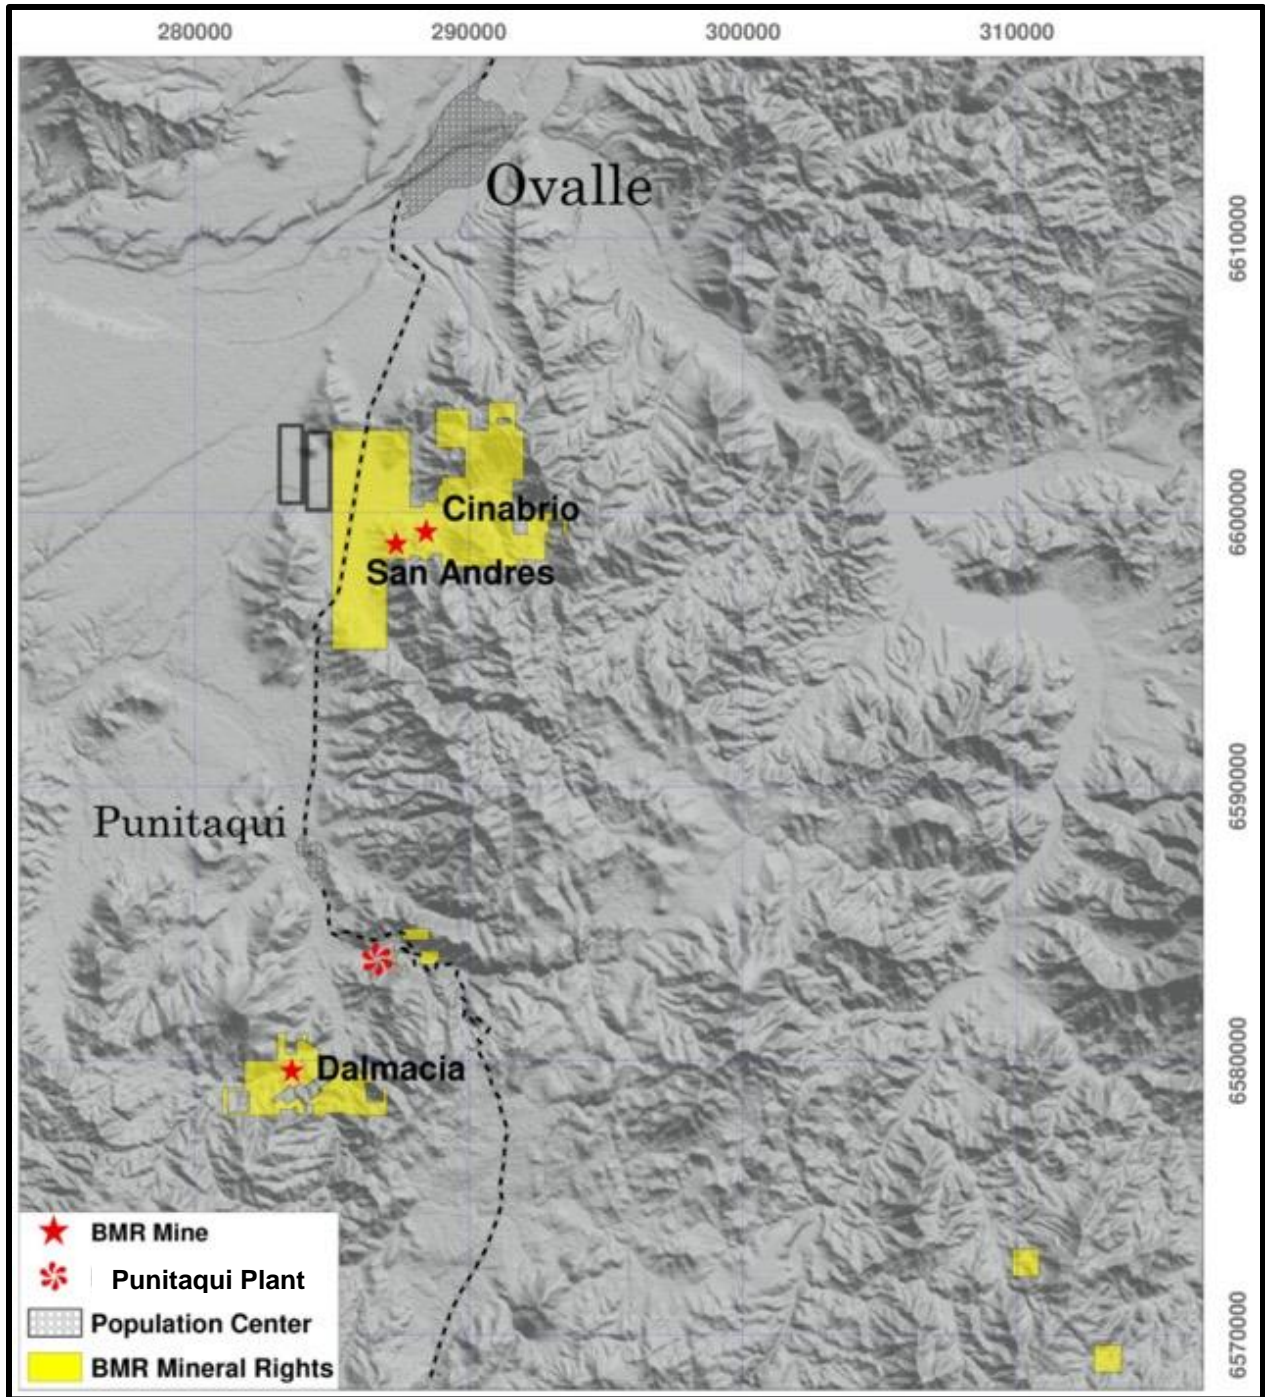 280000 290000 300000 310000
Ovalle
6610000
Cinabrio
6600000
San Andres
6590000
Punitaqui
Dalmacia
6580000
BMR Mine
Punitaqui Plant
Population Center
BMR Mineral Rights
6570000